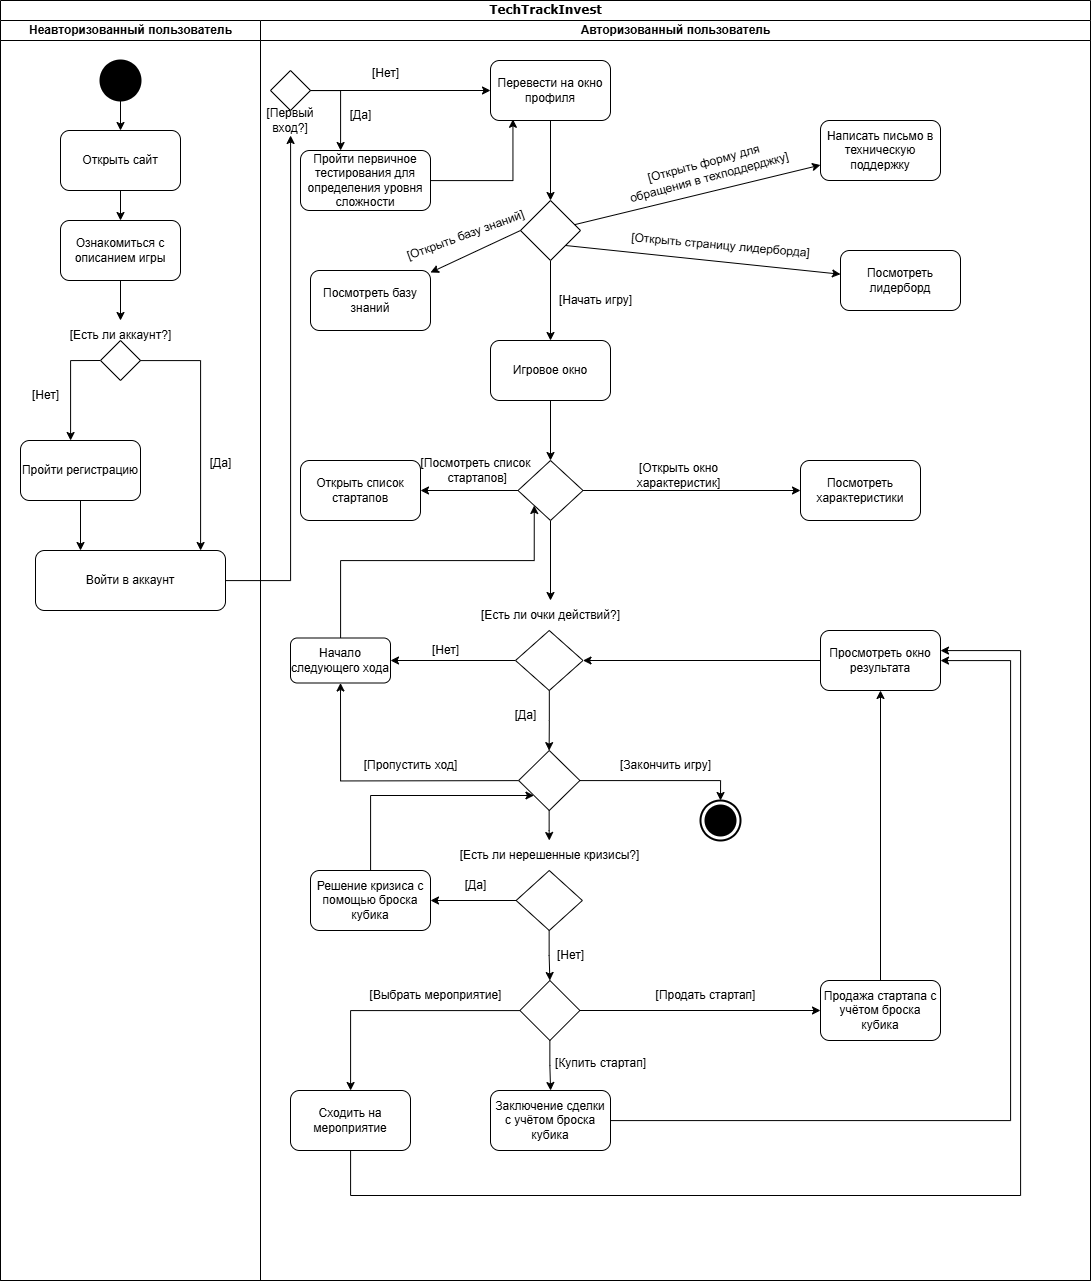 TechTrackInvest
Неавторизованный пользователь
Авторизованный пользователь
Открыть сайт
Ознакомиться с
описанием игры
[Есть ли аккаунт?]
[Нет]
[Да]
Пройти регистрацию
Войти в аккаунт
[Первый
вход?]
[Нет]
[Да]
Перевести на окно
профиля
Пройти первичное
тестирования для
определения уровня
сложности
[Открыть форму для
обращения в техподдерджку]
Написать письмо в
техническую
поддержку
[Открыть базу знаний]
[Открыть страницу лидерборда]
Посмотреть базу
знаний
Посмотреть
лидерборд
[Начать игру]
Игровое окно
[Посмотреть список
стартапов]
[Открыть окно
характеристик]
Открыть список
стартапов
Посмотреть
характеристики
[Есть ли очки действий?]
[Нет]
Начало
следующего хода
Просмотреть окно
результата
[Да]
[Пропустить ход]
[Закончить игру]
[Есть ли нерешенные кризисы?]
[Да]
Решение кризиса с
помощью броска
кубика
[Нет]
[Выбрать мероприятие]
[Продать стартап]
Продажа стартапа с
учётом броска
кубика
[Купить стартап]
Сходить на
мероприятие
Заключение сделки
с учётом броска
кубика